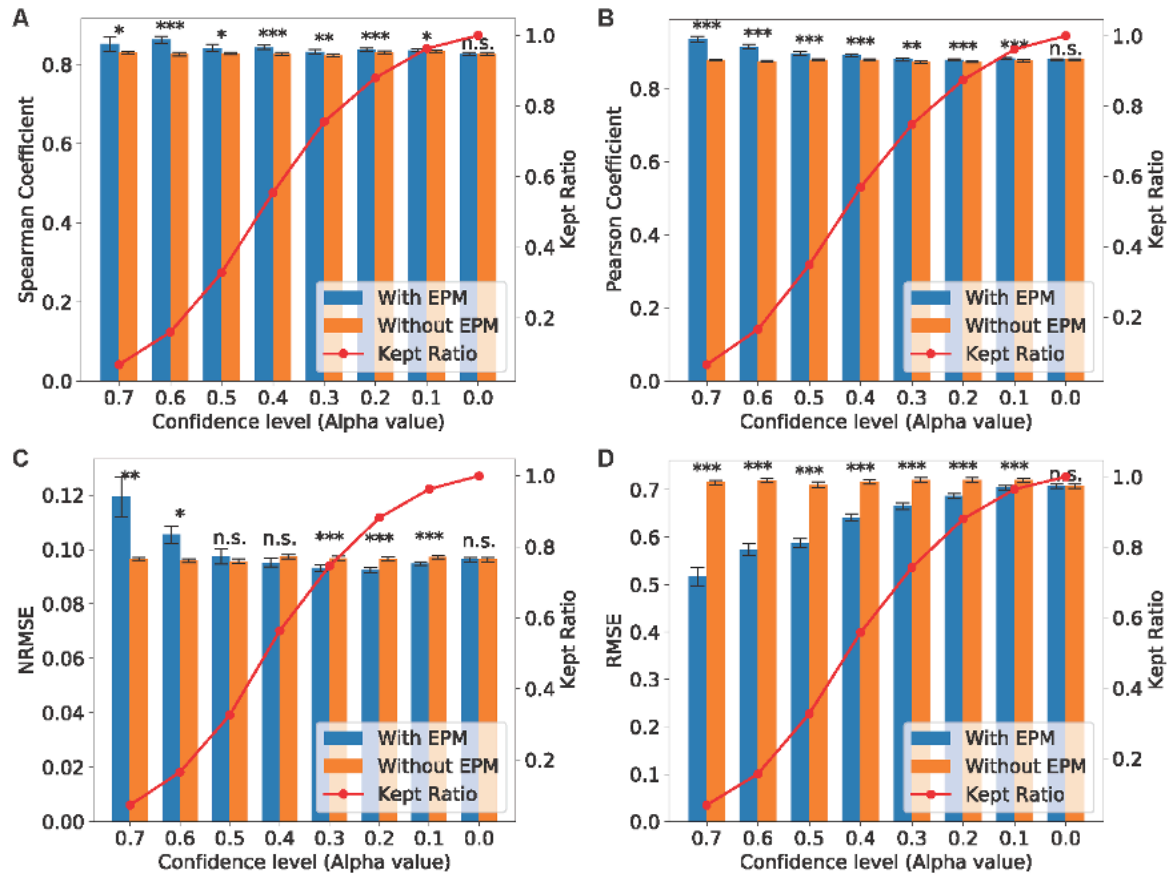 A
* *** * *** ** *** * n.s.
0.8
0.6
0.4
0.2
0.0
Spearman Coefficient
1.0
0.8
0.6
0.4
0.2
Kept Ratio
With EPM
Without EPM
Kept Ratio
0.7 0.6 0.5 0.4 0.3 0.2 0.1 0.0
Confidence level (Alpha value)
B
*** *** *** *** ** *** *** n.s.
0.8
0.6
0.4
0.2
0.0
Pearson Coefficient
1.0
0.8
0.6
0.4
0.2
Kept Ratio
With EPM
Without EPM
Kept Ratio
0.7 0.6 0.5 0.4 0.3 0.2 0.1 0.0
Confidence level (Alpha value)
C
** * n.s. n.s. *** *** *** n.s.
0.12
0.10
0.08
0.06
0.04
0.02
0.00
NRMSE
1.0
0.8
0.6
0.4
0.2
Kept Ratio
With EPM
Without EPM
Kept Ratio
0.7 0.6 0.5 0.4 0.3 0.2 0.1 0.0
Confidence level (Alpha value)
D
*** *** *** *** *** *** *** n.s.
0.7
0.6
0.5
0.4
0.3
0.2
0.1
0.0
RMSE
1.0
0.8
0.6
0.4
0.2
Kept Ratio
With EPM
Without EPM
Kept Ratio
0.7 0.6 0.5 0.4 0.3 0.2 0.1 0.0
Confidence level (Alpha value)